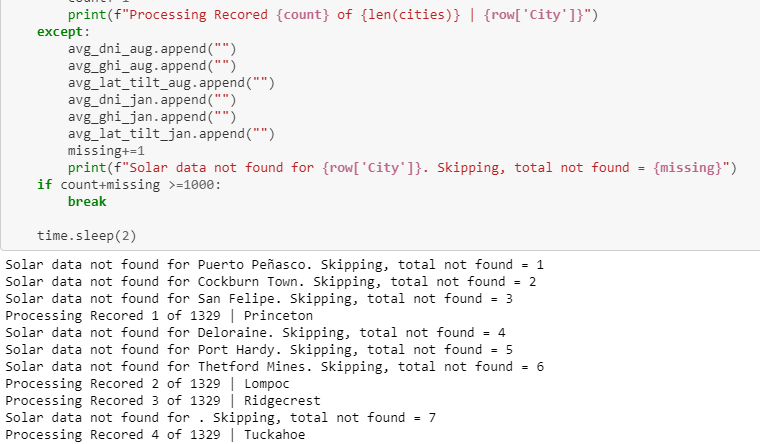 print(f"Processing Recored {count} of {len(cities)} | {row['City']}")
except:
avg_dni_aug.append("")
avg_ghi_aug.append("")
avg_lat_tilt_aug.append("")
avg_dni_jan.append("")
avg_ghi_jan.append("")
avg_lat_tilt_jan.append("")
missing+=1
print(f"Solar data not found for {row['City']}. Skipping, total not found = {missing}")
if count+missing >=1000:
break
time.sleep(2)
Solar data not found for Puerto Peñasco. Skipping, total not found = 1
Solar data not found for Cockburn Town. Skipping, total not found = 2
Solar data not found for San Felipe. Skipping, total not found = 3
Processing Recored 1 of 1329 | Princeton
Solar data not found for Deloraine. Skipping, total not found = 4
Solar data not found for Port Hardy. Skipping, total not found = 5
Solar data not found for Thetford Mines. Skipping, total not found = 6
Processing Recored 2 of 1329 | Lompoc
Processing Recored 3 of 1329 | Ridgecrest
Solar data not found for . Skipping, total not found = 7
Processing Recored 4 of 1329 | Tuckahoe